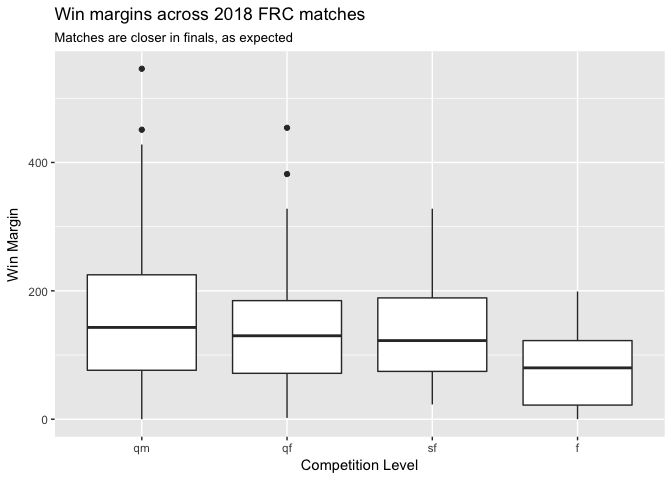 Win margins across 2018 FRC matches
Matches are closer in finals, as expected
Win Margin
400
200
0
qm qf sf f
Competition Level